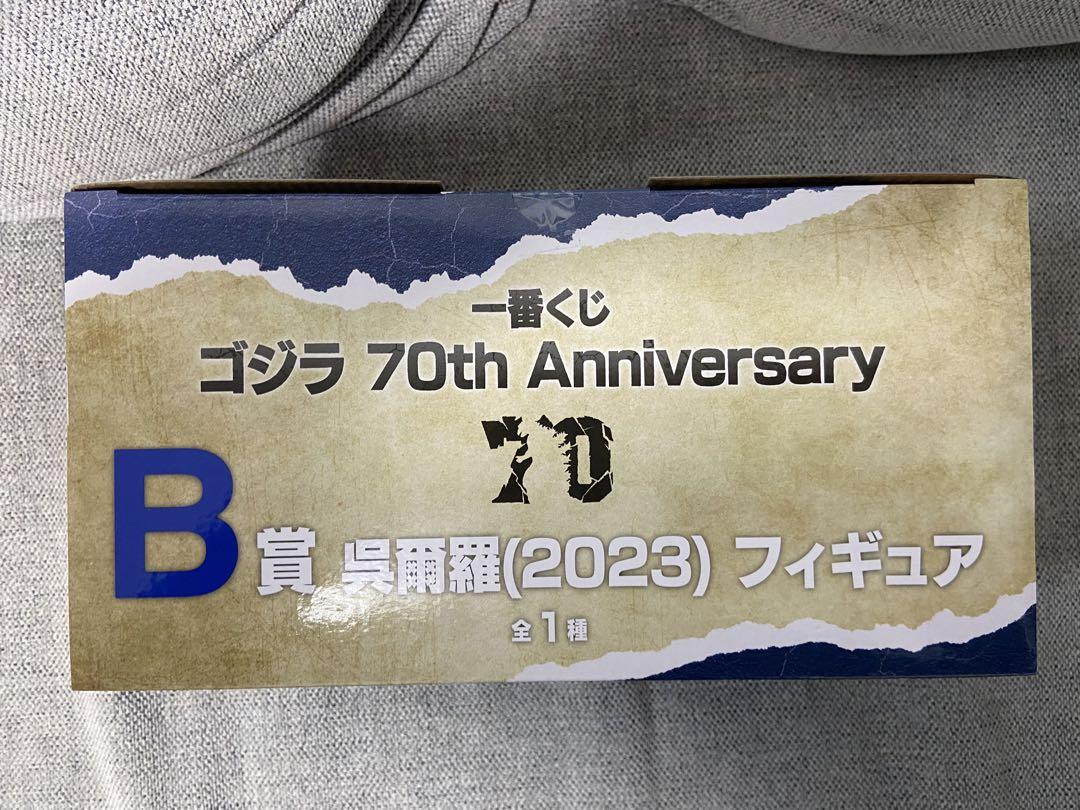 一番くじ
ゴジラ 70th Anniversary
70
B賞 呉爾羅(2023) フィギュア
全1種